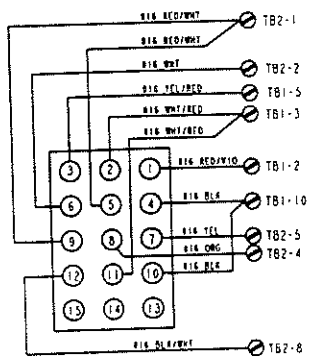 #16 RED/WHT TB2-1
#16 RED/WHT
#16 WHT TB2-2
#16 YEL/RED TB1-5
#16 WHT/RED TB1-3
#16 WHT/RED
3 2 1 #16 RED/VIO TB1-2
6 5 4 #16 BLK TB1-10
9 8 7 #16 YEL TB2-5
#16 ORG TB2-4
12 11 10 #16 BLK
15 14 13
#16 BLK/WHT TB2-8